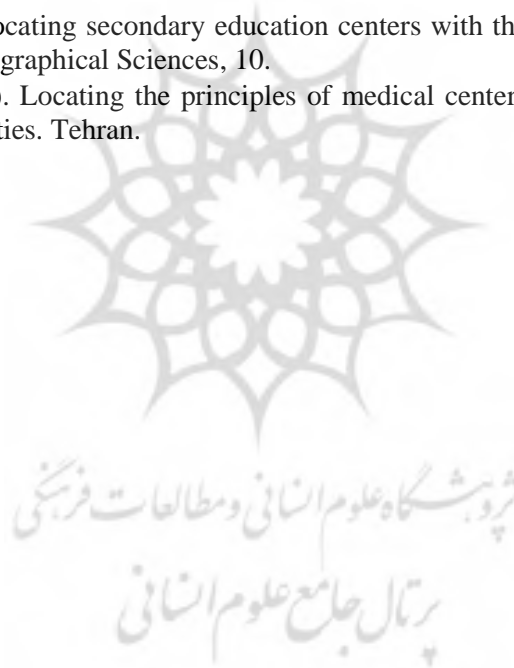 ocating secondary education centers with th
graphical Sciences, 10.
). Locating the principles of medical center
ties. Tehran.
پژوهشگاه علوم انسانی و مطالعات فرهنگی
پرتال جامع علوم انسانی